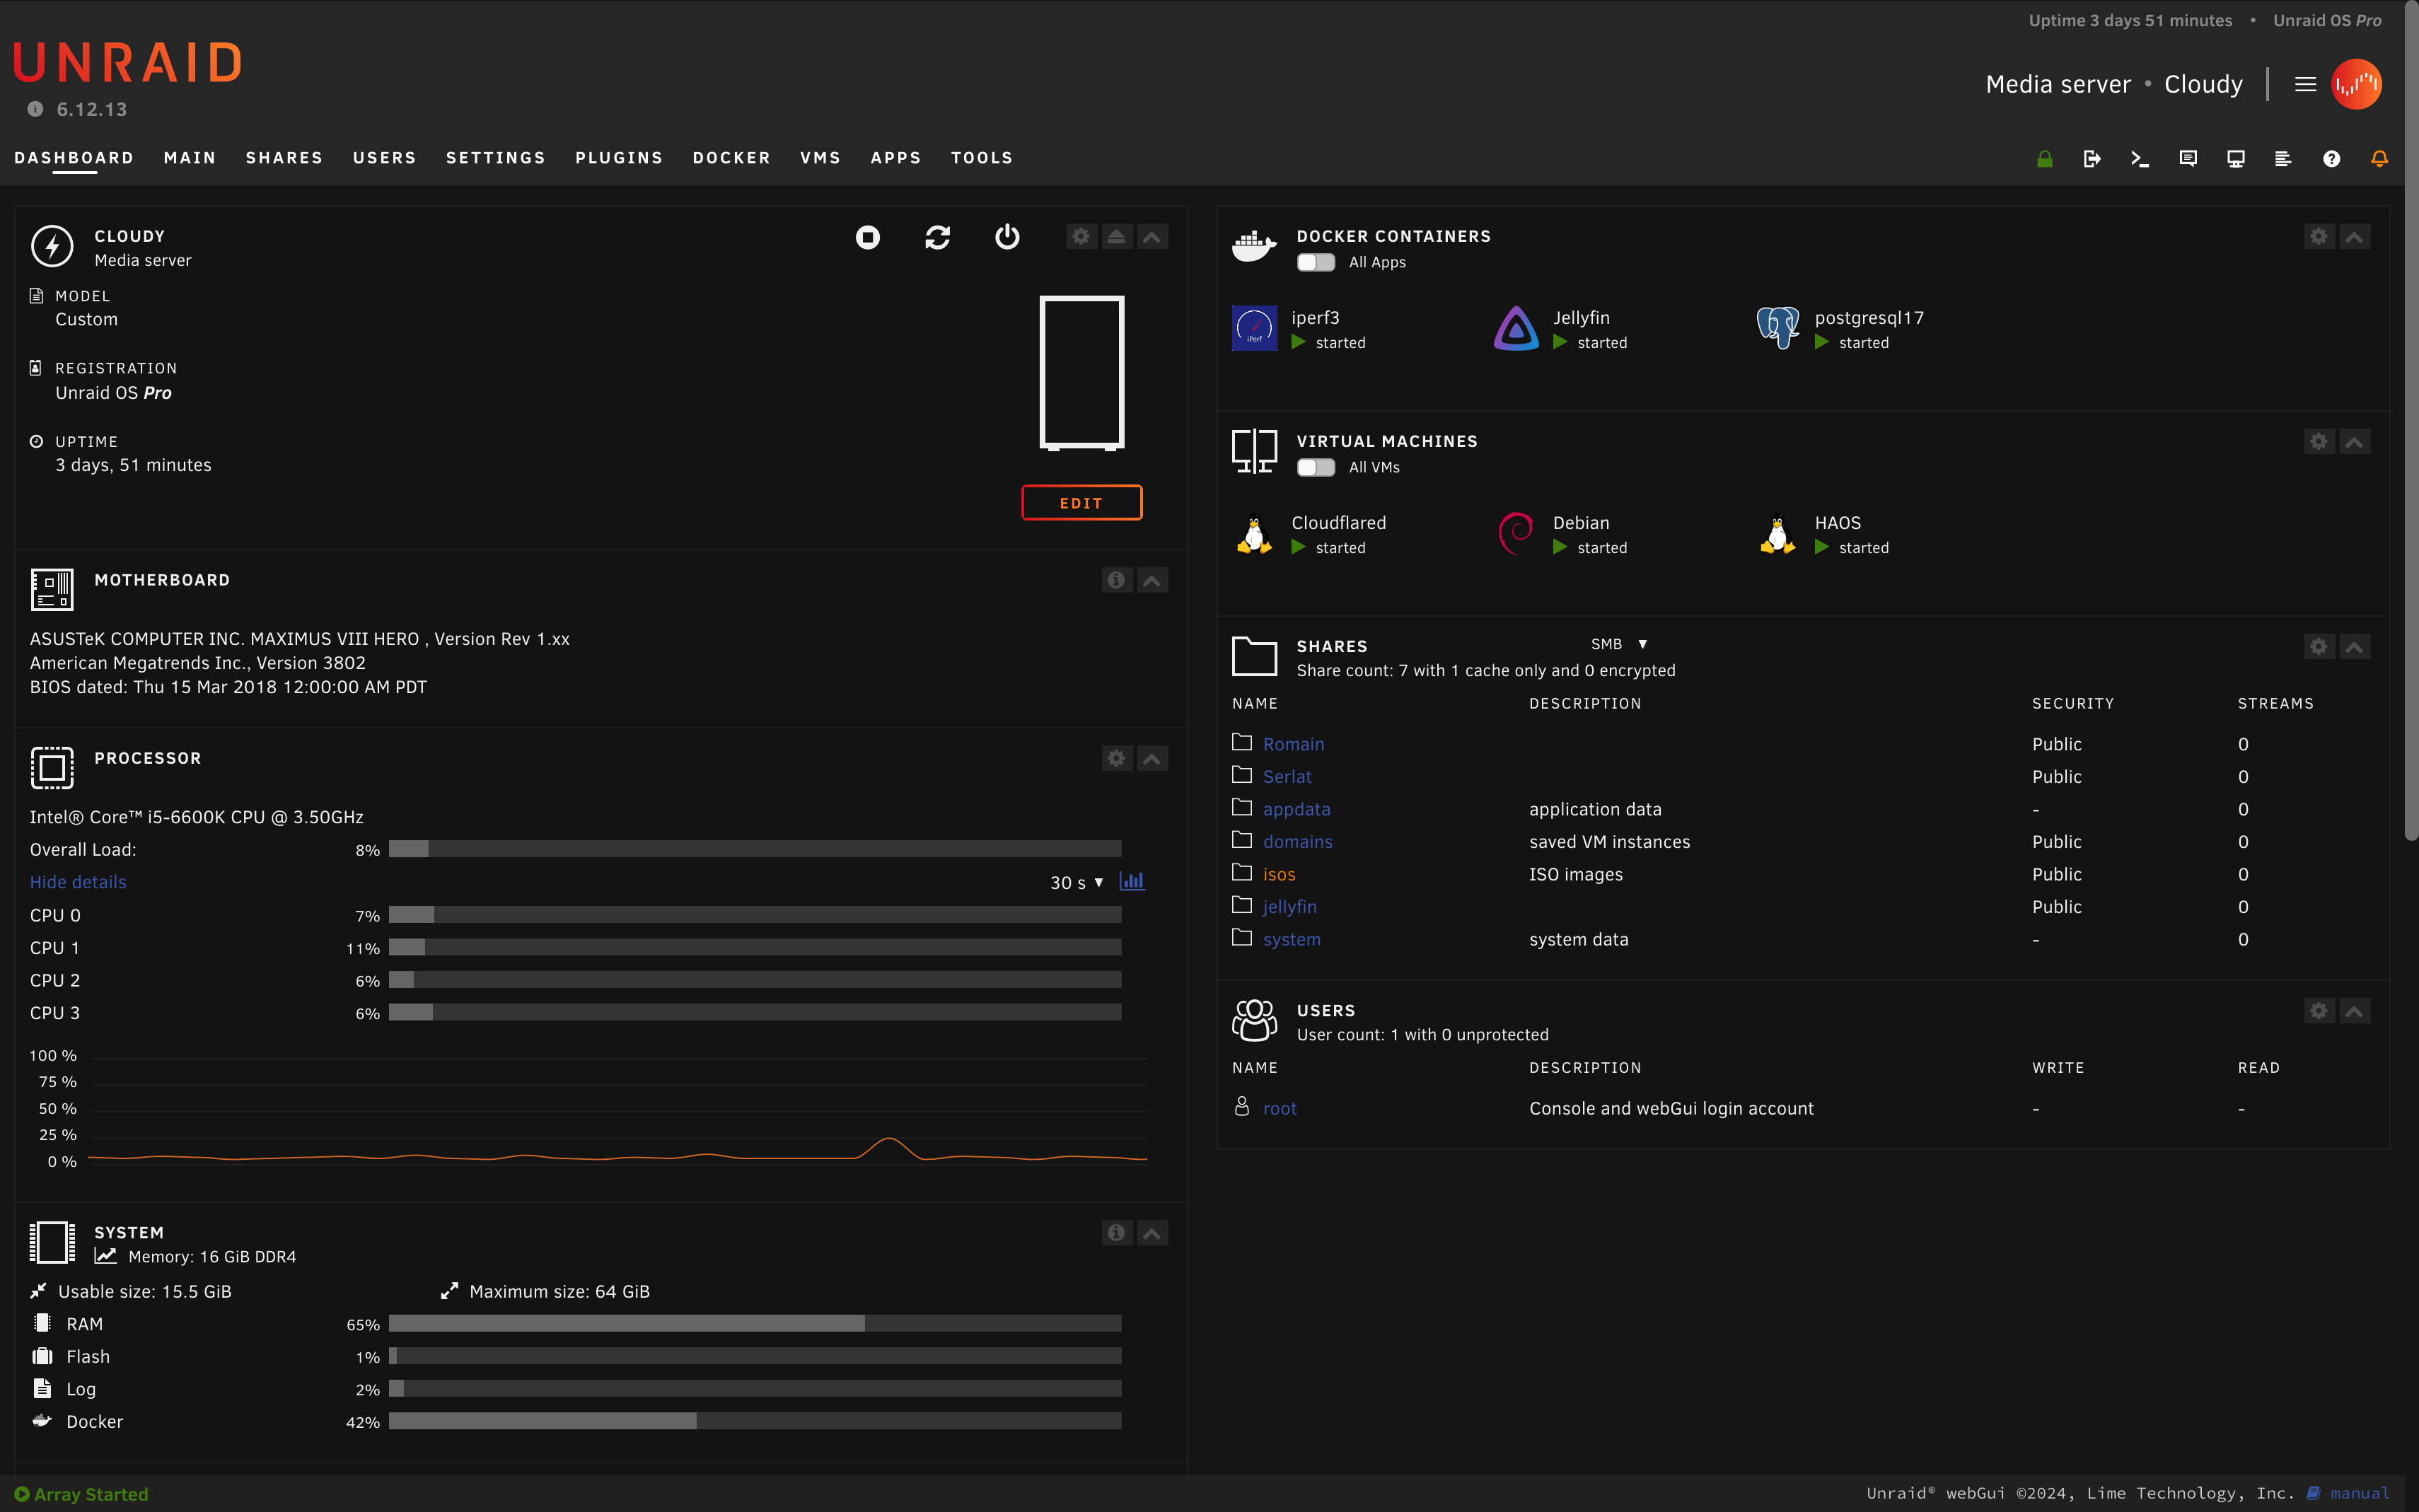 Uptime 3 days 51 minutes • Unraid OS Pro
UNRAID
6.12.13
Media server • Cloudy
DASHBOARD MAIN SHARES USERS SETTINGS PLUGINS DOCKER VMS APPS TOOLS
CLOUDY
Media server
MODEL
Custom
REGISTRATION
Unraid OS Pro
UPTIME
3 days, 51 minutes
EDIT
MOTHERBOARD
ASUSTeK COMPUTER INC. MAXIMUS VIII HERO , Version Rev 1.xx
American Megatrends Inc., Version 3802
BIOS dated: Thu 15 Mar 2018 12:00:00 AM PDT
PROCESSOR
Intel® Core™ i5-6600K CPU @ 3.50GHz
Overall Load: 8%
Hide details 30 s ▼
CPU 0 7%
CPU 1 11%
CPU 2 6%
CPU 3 6%
100 %
75 %
50 %
25 %
0 %
SYSTEM
Memory: 16 GiB DDR4
Usable size: 15.5 GiB Maximum size: 64 GiB
RAM 65%
Flash 1%
Log 2%
Docker 42%
DOCKER CONTAINERS
All Apps
iPerf
iperf3 Jellyfin postgresql17
started started started
VIRTUAL MACHINES
All VMs
Cloudflared Debian HAOS
started started started
SHARES SMB ▼
Share count: 7 with 1 cache only and 0 encrypted
NAME DESCRIPTION SECURITY STREAMS
Romain Public 0
Serlat Public 0
appdata application data - 0
domains saved VM instances Public 0
isos ISO images Public 0
jellyfin Public 0
system system data - 0
USERS
User count: 1 with 0 unprotected
NAME DESCRIPTION WRITE READ
root Console and webGui login account - -
Array Started
Unraid® webGui ©2024, Lime Technology, Inc. manual